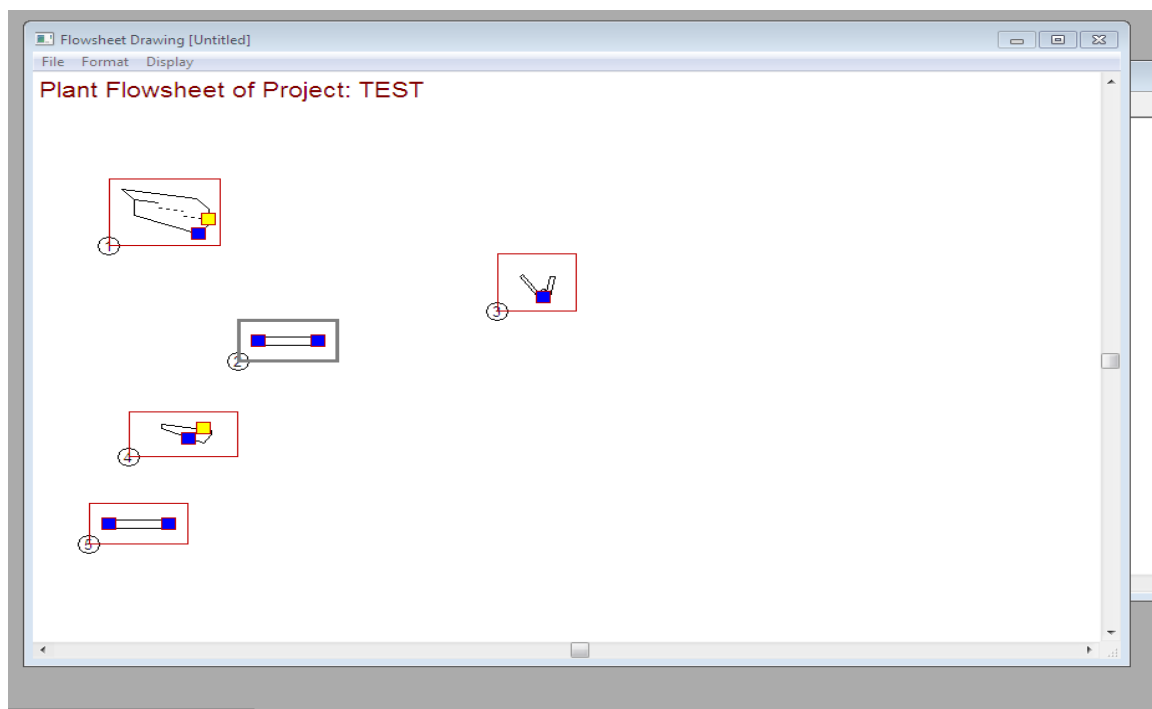 Flowsheet Drawing [Untitled]
File Format Display
Plant Flowsheet of Project: TEST
1
3
2
4
5